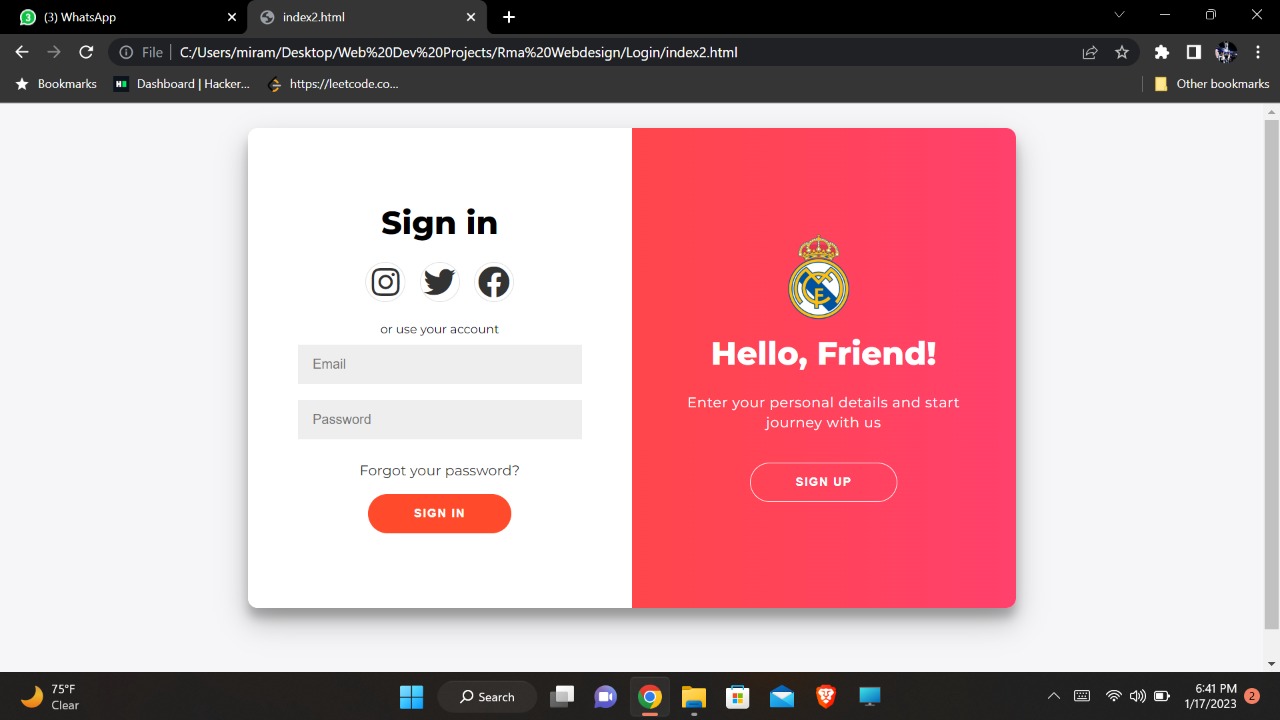 3
(3) WhatsApp
index2.html
File
C:/Users/miram/Desktop/Web%20Dev%20Projects/Rma%20Webdesign/Login/index2.html
Bookmarks
Dashboard | Hacker...
https://leetcode.co...
Other bookmarks
Sign in
or use your account
Email
Password
Forgot your password?
SIGN IN
Hello, Friend!
Enter your personal details and start
journey with us
SIGN UP
75°F
Clear
Search
6:41 PM
1/17/2023
2